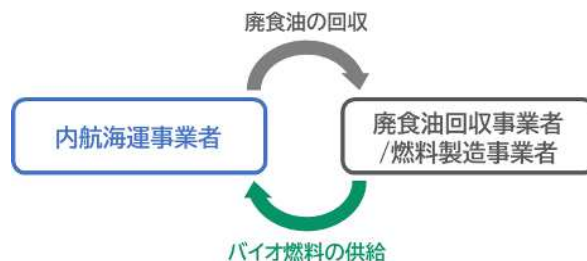 廃食油の回収
内航海運事業者
廃食油回収事業者
/燃料製造事業者
バイオ燃料の供給